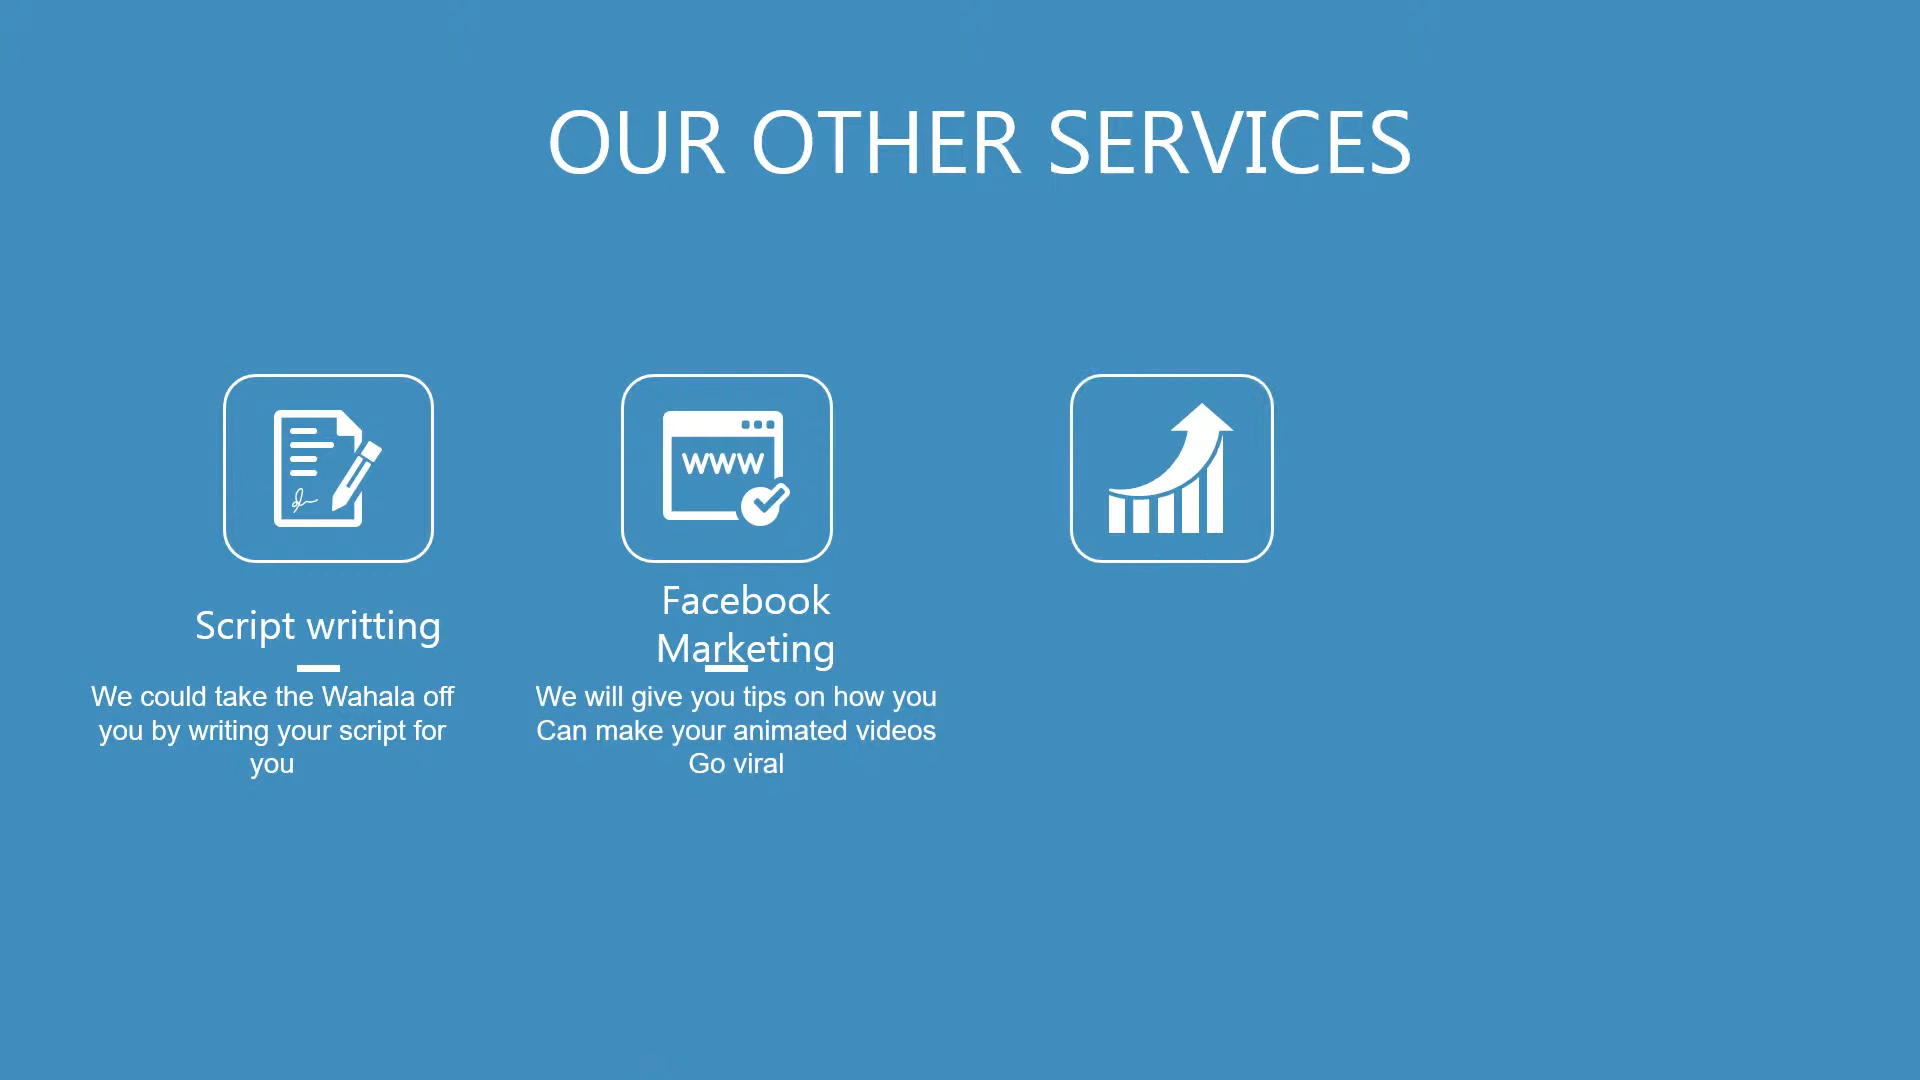 OUR OTHER SERVICES
www
Script writting
We could take the Wahala off
you by writing your script for
you
Facebook
Marketing
We will give you tips on how you
Can make your animated videos
Go viral